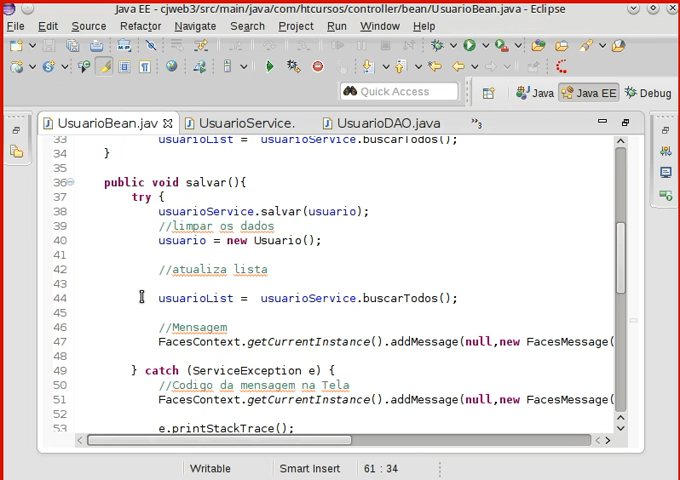 Java EE - cjweb3/src/main/java/com/htcursos/controller/bean/UsuarioBean.java - Eclipse
File Edit Source Refactor Navigate Search Project Run Window Help
Quick Access Java Java EE Debug
UsuarioBean.jav UsuarioService. UsuarioDAO.java »3
33 usuarioList = usuarioService.buscarTodos();
34 }
35
36 public void salvar(){
37 try {
38 usuarioService.salvar(usuario);
39 //limpar os dados
40 usuario = new Usuario();
41
42 //atualiza lista
43
44 usuarioList = usuarioService.buscarTodos();
45
46 //Mensagem
47 FacesContext.getCurrentInstance().addMessage(null,new FacesMessage(
48
49 } catch (ServiceException e) {
50 //Codigo da mensagem na Tela
51 FacesContext.getCurrentInstance().addMessage(null,new FacesMessage(
52
53 e.printStackTrace();
Writable Smart Insert 61 : 34